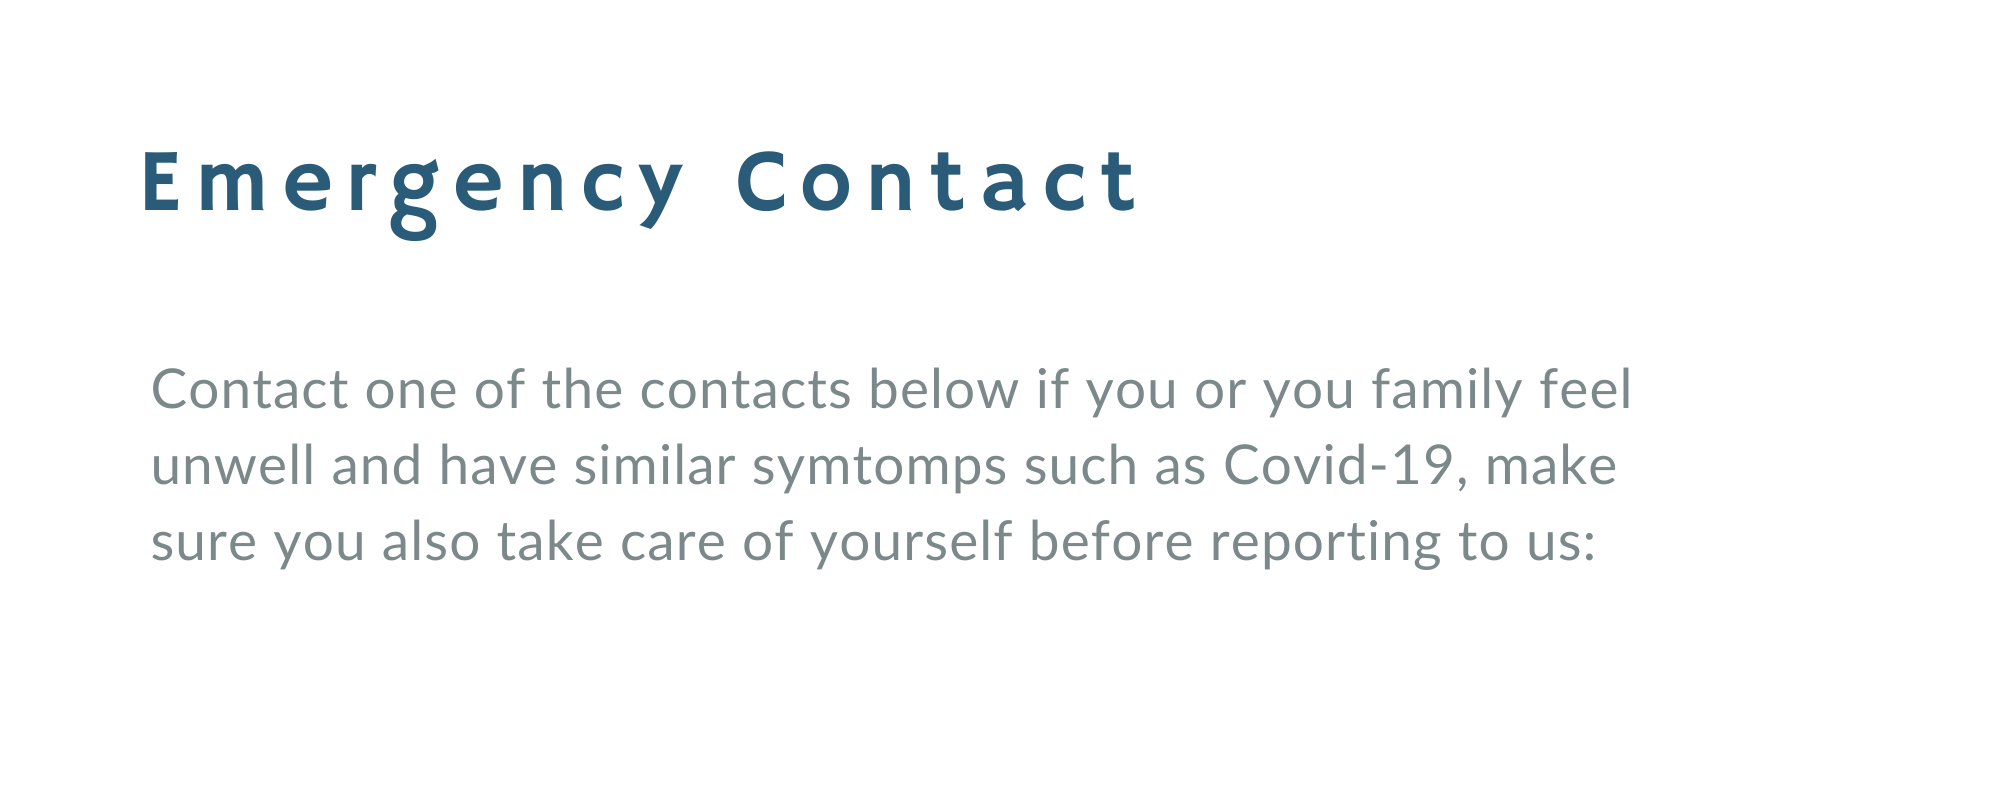 Emergency Contact
Contact one of the contacts below if you or you family feel
unwell and have similar symtomps such as Covid-19, make
sure you also take care of yourself before reporting to us: